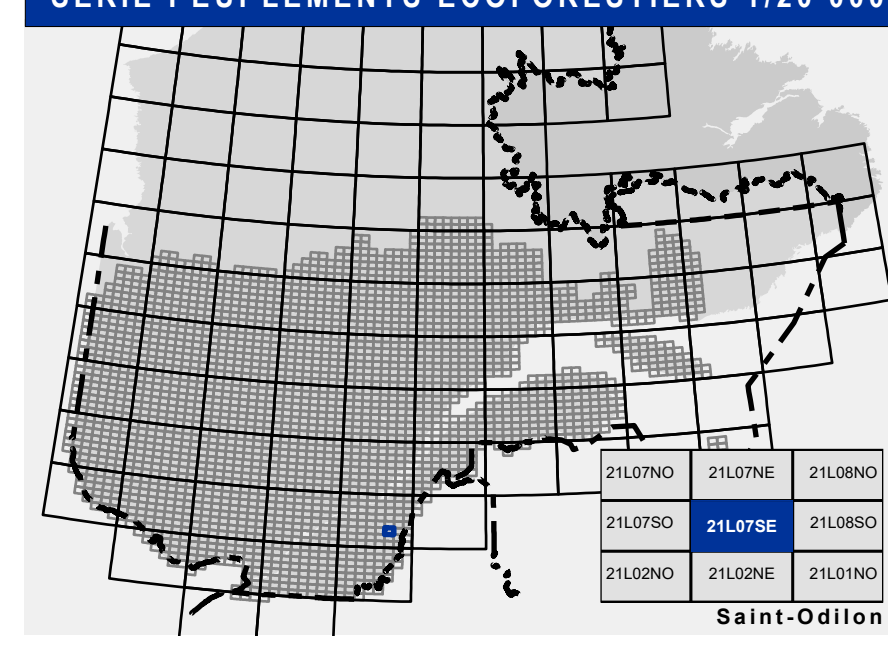 SÉRIE PEUPLEMENTS ÉCOFORESTIERS 1/20 000
21L07NO 21L07NE 21L08NO
21L07SO 21L07SE 21L08SO
21L02NO 21L02NE 21L01NO
Saint-Odilon